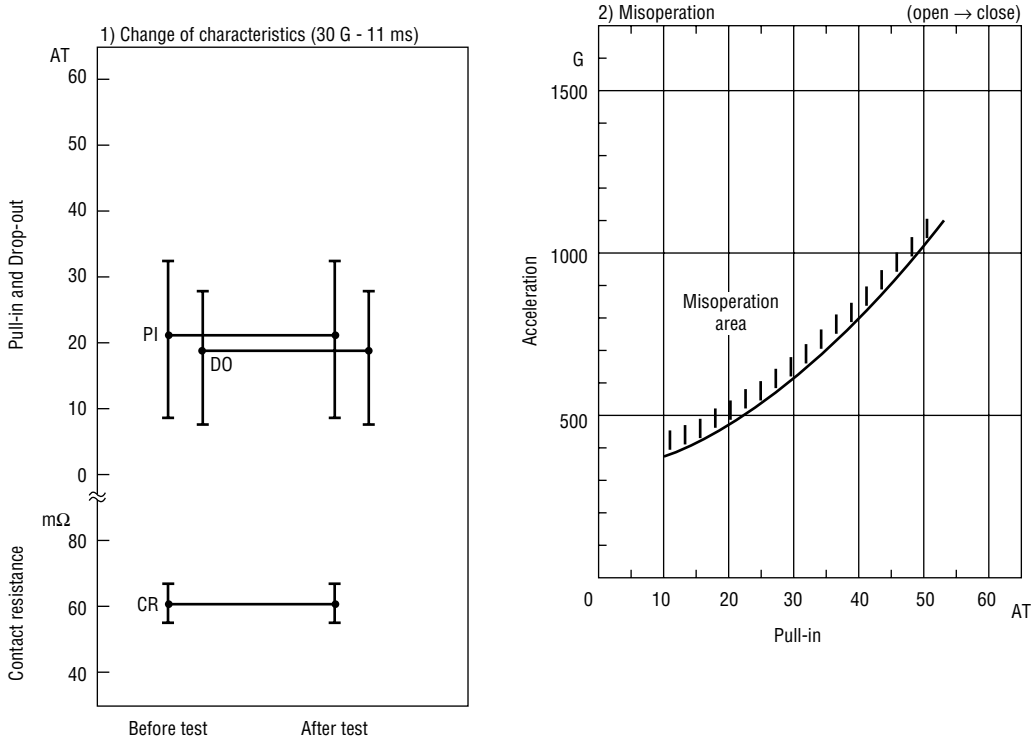 1) Change of characteristics (30 G - 11 ms)
AT
60
50
40
30
20
10
0
Pull-in and Drop-out
PI
DO
mΩ
80
60
40
Contact resistance
CR
Before test
After test
2) Misoperation (open → close)
G
1500
1000
500
Acceleration
Misoperation
area
0 10 20 30 40 50 60
AT
Pull-in